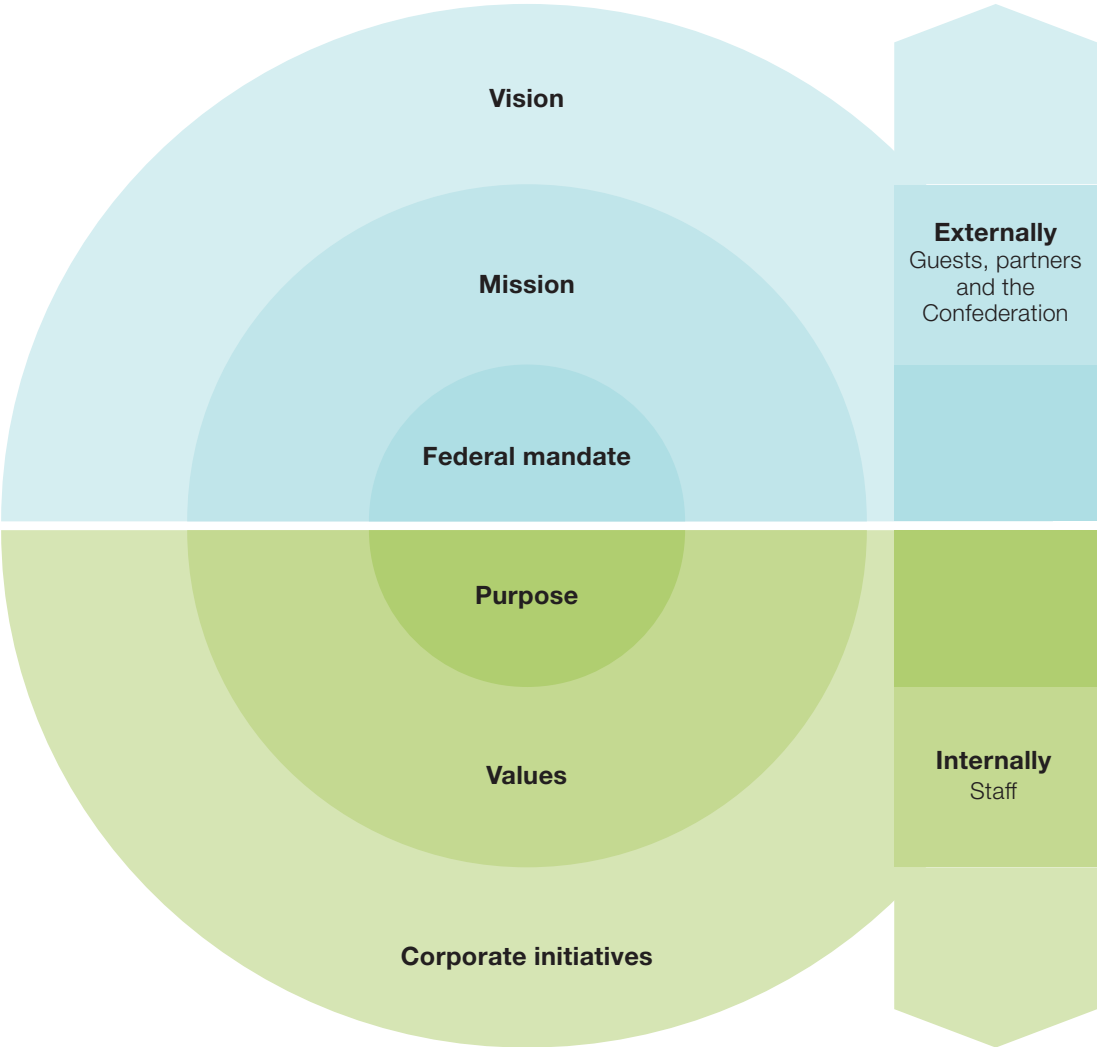 Vision
Externally
Guests, partners
and the
Confederation
Mission
Federal mandate
Purpose
Values
Internally
Staff
Corporate initiatives